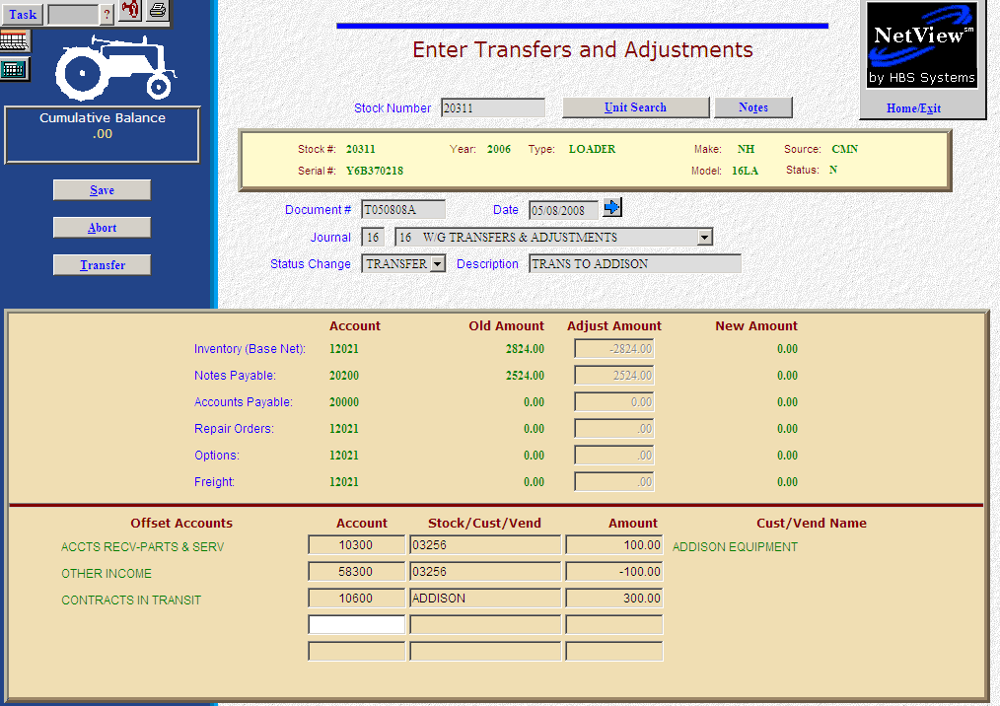 Task ?
NetView℠
by HBS Systems
Home/Exit
Enter Transfers and Adjustments
Cumulative Balance
.00
Save
Abort
Transfer
Stock Number 20311 Unit Search Notes
Stock #: 20311 Year: 2006 Type: LOADER Make: NH Source: CMN
Serial #: Y6B370218 Model: 16LA Status: N
Document # T050808A Date 05/08/2008
Journal 16 16 W/G TRANSFERS & ADJUSTMENTS
Status Change TRANSFER Description TRANS TO ADDISON
Account Old Amount Adjust Amount New Amount
Inventory (Base Net): 12021 2824.00 -2824.00 0.00
Notes Payable: 20200 2524.00 2524.00 0.00
Accounts Payable: 20000 0.00 0.00 0.00
Repair Orders: 12021 0.00 .00 0.00
Options: 12021 0.00 .00 0.00
Freight: 12021 0.00 .00 0.00
Offset Accounts Account Stock/Cust/Vend Amount Cust/Vend Name
ACCTS RECV-PARTS & SERV 10300 03256 100.00 ADDISON EQUIPMENT
OTHER INCOME 58300 03256 -100.00
CONTRACTS IN TRANSIT 10600 ADDISON 300.00